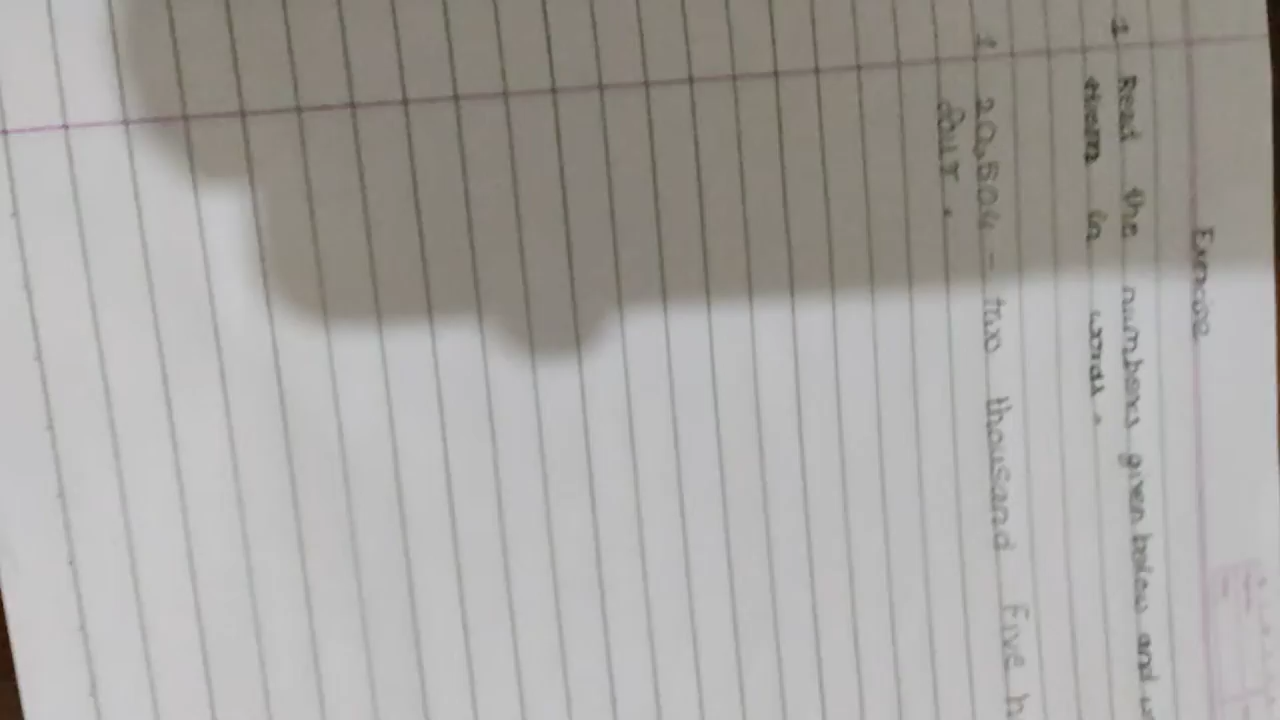 Exercise
1 Read the numbers given below and
them in words.
1 20,504 - two thousand Five h
four.